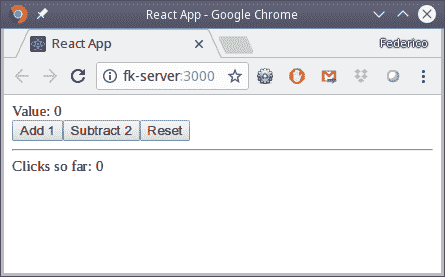 React App - Google Chrome
React App
Federico
fk-server:3000
Value: 0
Add 1 Subtract 2 Reset
Clicks so far: 0